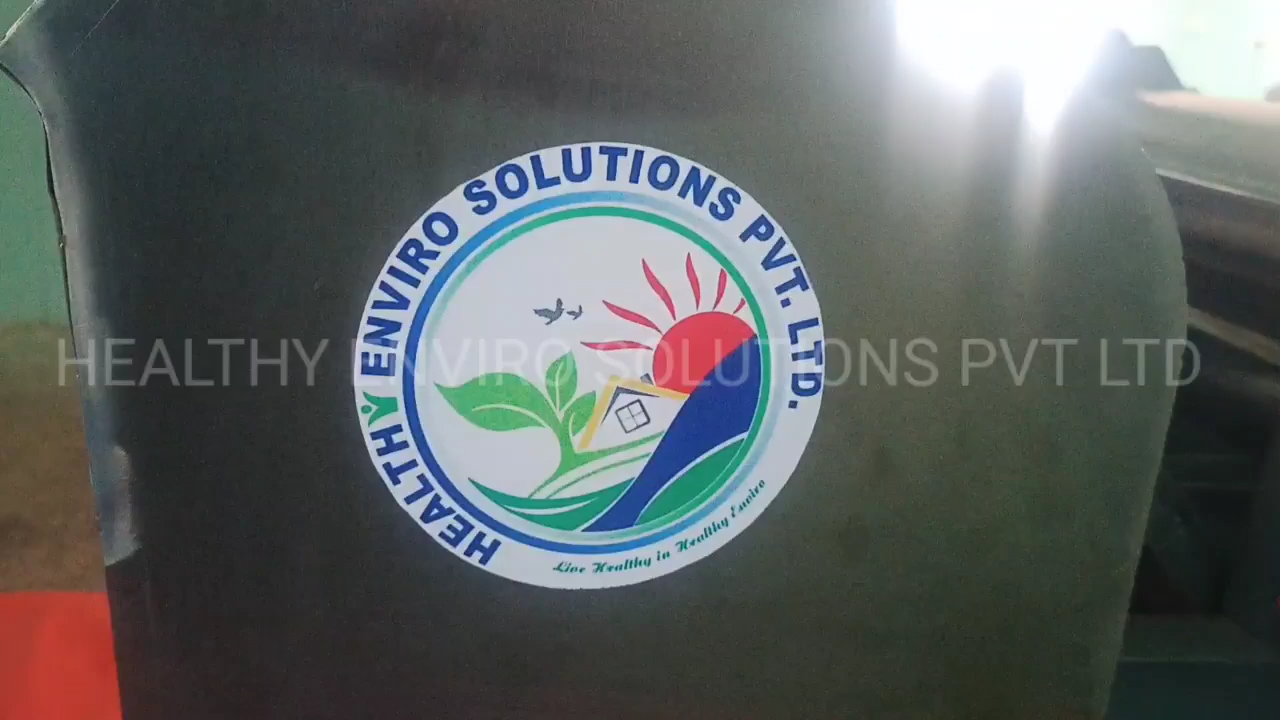 HEALTHY ENVIRO SOLUTIONS PVT. LTD.
Live Healthy in Healthy Enviro
HEALTHY ENVIRO SOLUTIONS PVT LTD